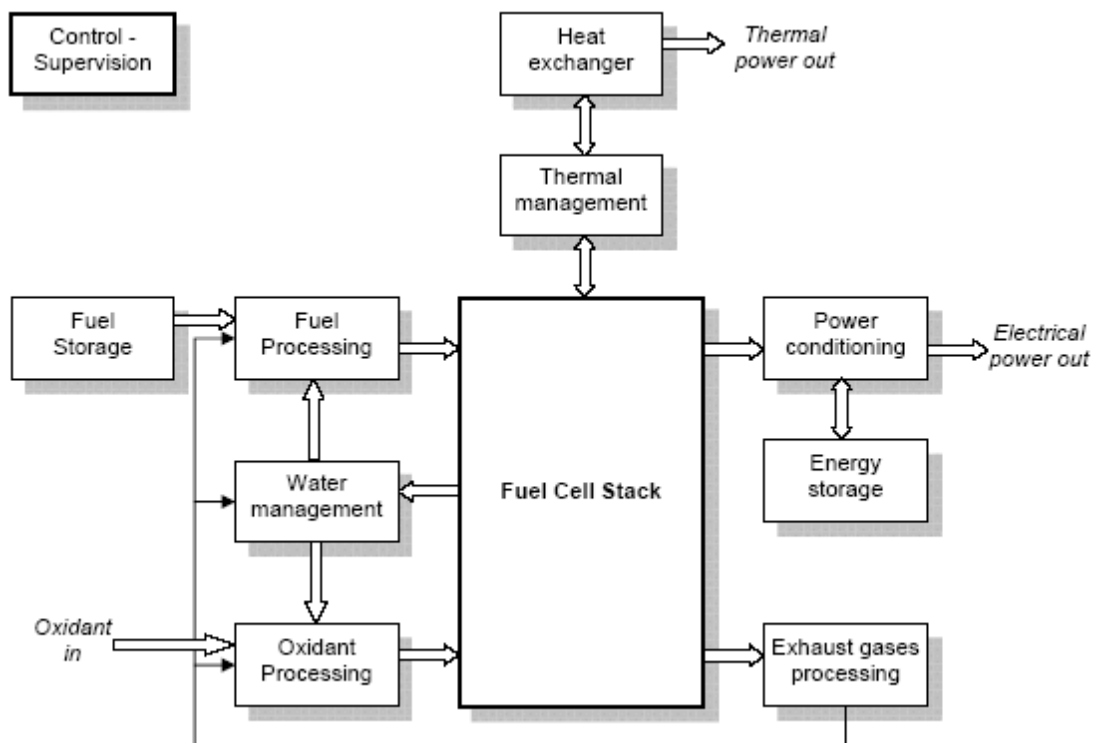 Control -
Supervision
Heat
exchanger
Thermal
power out
Thermal
management
Fuel
Storage
Fuel
Processing
Power
conditioning
Electrical
power out
Water
management
Fuel Cell Stack
Energy
storage
Oxidant
in
Oxidant
Processing
Exhaust gases
processing